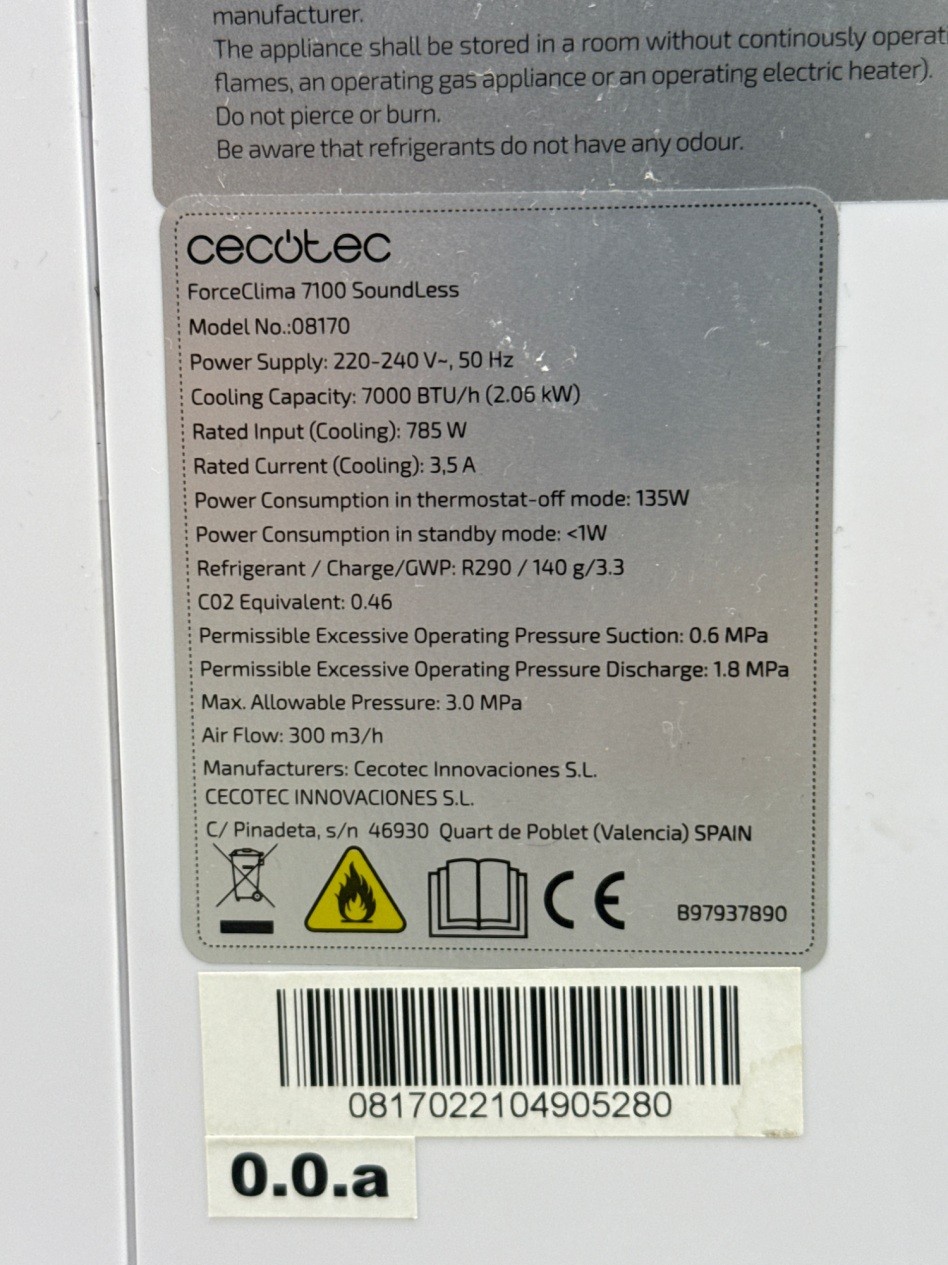 manufacturer.
The appliance shall be stored in a room without continously operat
flames, an operating gas appliance or an operating electric heater).
Do not pierce or burn.
Be aware that refrigerants do not have any odour.
cecotec
ForceClima 7100 SoundLess
Model No.:08170
Power Supply: 220-240 V~, 50 Hz
Cooling Capacity: 7000 BTU/h (2.06 kW)
Rated Input (Cooling): 785 W
Rated Current (Cooling): 3,5 A
Power Consumption in thermostat-off mode: 135W
Power Consumption in standby mode: <1W
Refrigerant / Charge/GWP: R290 / 140 g/3.3
CO2 Equivalent: 0.46
Permissible Excessive Operating Pressure Suction: 0.6 MPa
Permissible Excessive Operating Pressure Discharge: 1.8 MPa
Max. Allowable Pressure: 3.0 MPa
Air Flow: 300 m3/h
Manufacturers: Cecotec Innovaciones S.L.
CECOTEC INNOVACIONES S.L.
C/ Pinadeta, s/n 46930 Quart de Poblet (Valencia) SPAIN
CE
B97937890
0817022104905280
0.0.a